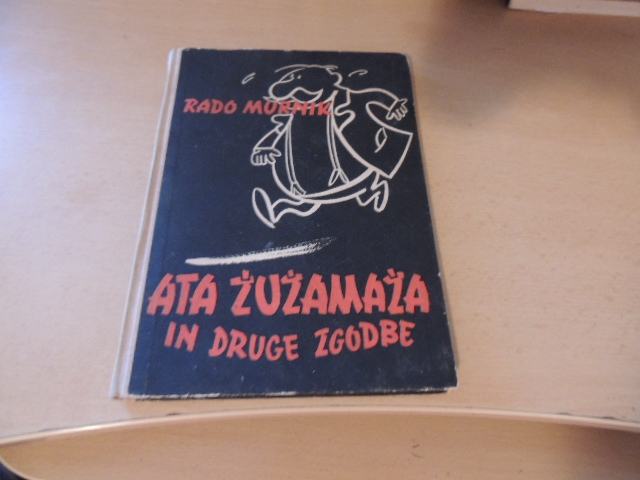 RADO MURNIK
ATA ŽUŽAMAŽA
IN DRUGE ZGODBE